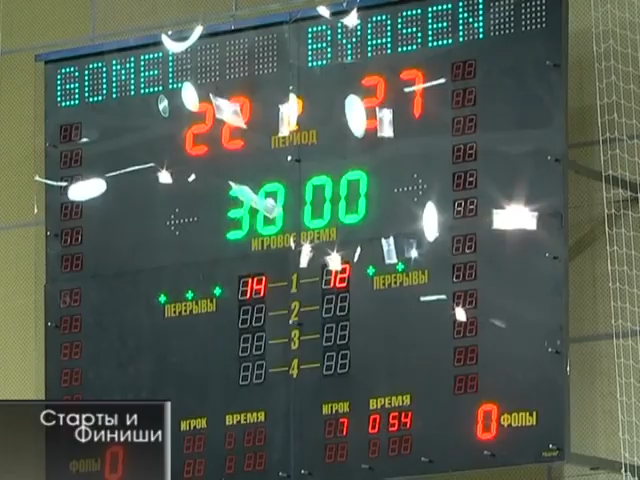 GOMEL BYASEN
22 27
ПЕРИОД
38 00
ИГРОВОЕ ВРЕМЯ
14 1 12
ПЕРЕРЫВЫ ПЕРЕРЫВЫ
2
3
4
ИГРОК ВРЕМЯ ИГРОК ВРЕМЯ
7 0 54
0 ФОЛЫ
ФОЛЫ 0
Старты и
Финиши